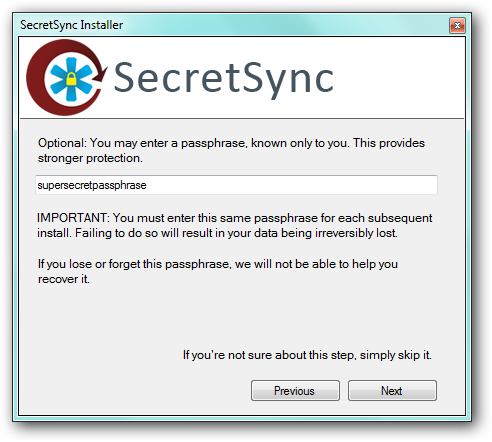 SecretSync Installer
SecretSync
Optional: You may enter a passphrase, known only to you. This provides
stronger protection.
supersecretpassphrase
IMPORTANT: You must enter this same passphrase for each subsequent
install. Failing to do so will result in your data being irreversibly lost.
If you lose or forget this passphrase, we will not be able to help you
recover it.
If you're not sure about this step, simply skip it.
Previous Next